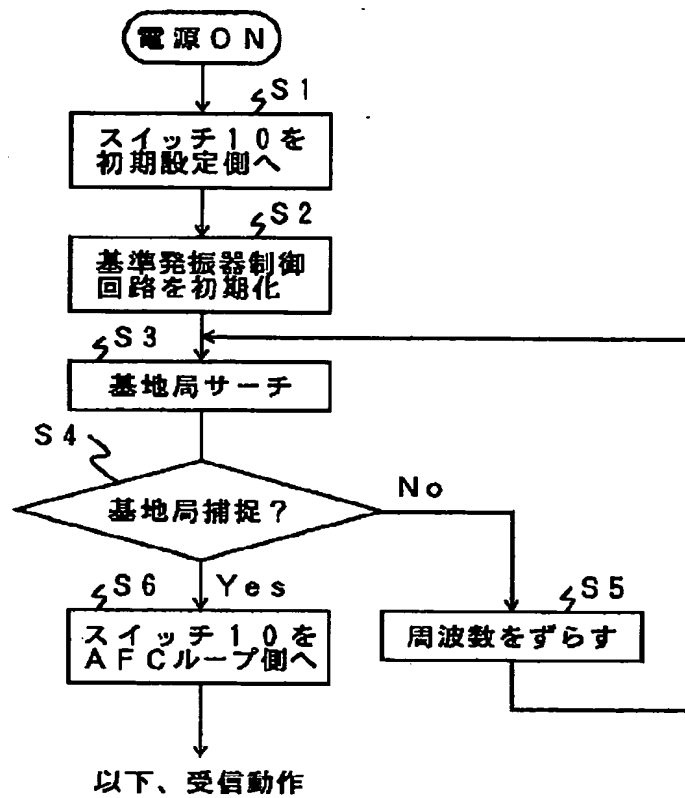 電源ON
S1
スイッチ10を
初期設定側へ
S2
基準発振器制御
回路を初期化
S3
基地局サーチ
S4
基地局捕捉?
No
Yes
S5
周波数をずらす
S6
スイッチ10を
AFCループ側へ
以下、受信動作